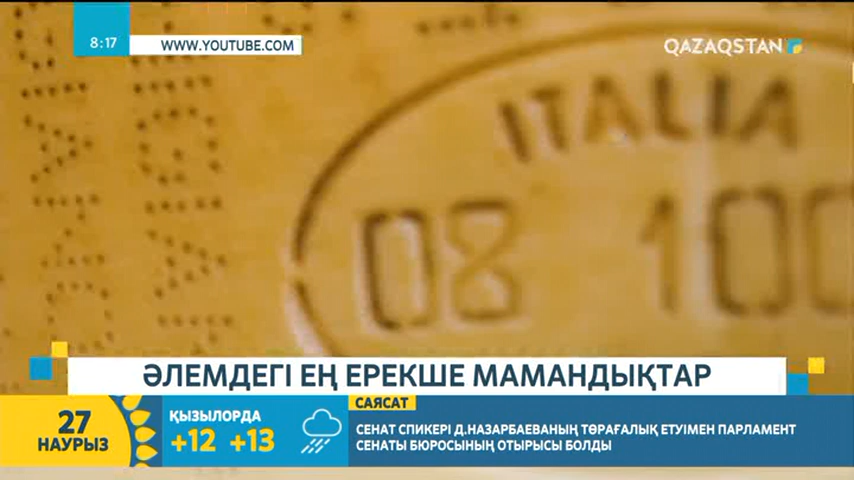 8:17
WWW.YOUTUBE.COM
QAZAQSTAN
ITALIA
08 100
ӘЛЕМДЕГІ ЕҢ ЕРЕКШЕ МАМАНДЫҚТАР
27
НАУРЫЗ
ҚЫЗЫЛОРДА
+12 +13
САЯСАТ
СЕНАТ СПИКЕРІ Д.НАЗАРБАЕВАНЫҢ ТӨРАҒАЛЫҚ ЕТУІМЕН ПАРЛАМЕНТ
СЕНАТЫ БЮРОСЫНЫҢ ОТЫРЫСЫ БОЛДЫ